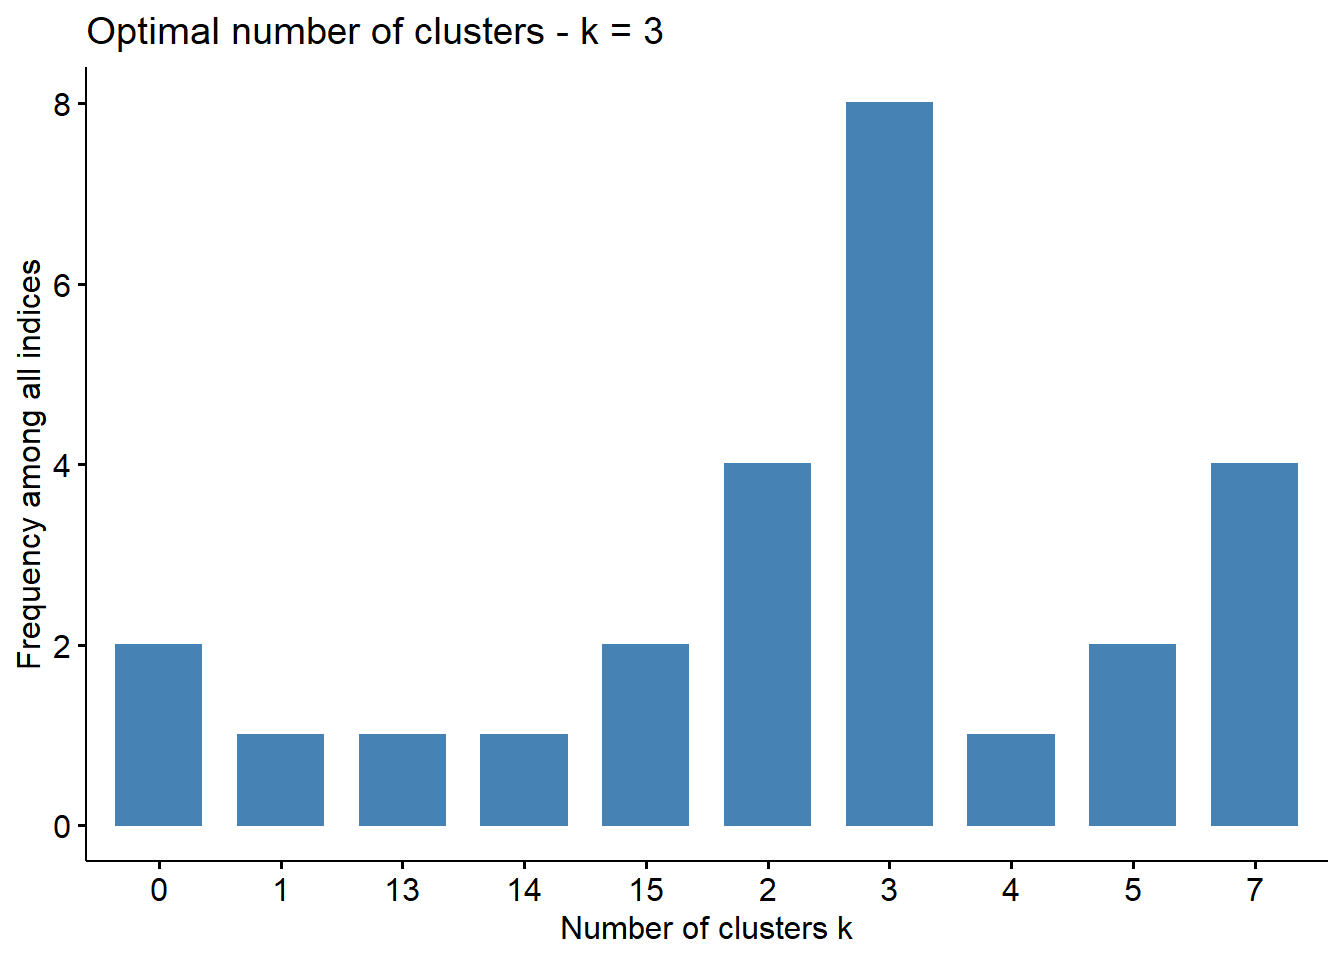 Optimal number of clusters - k = 3
8
6
4
2
0
Frequency among all indices
0 1 13 14 15 2 3 4 5 7
Number of clusters k